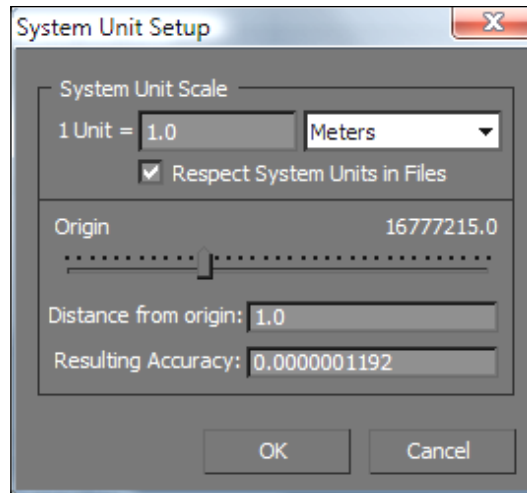 System Unit Setup
System Unit Scale
1 Unit = 1.0 Meters
Respect System Units in Files
Origin 16777215.0
Distance from origin: 1.0
Resulting Accuracy: 0.0000001192
OK Cancel